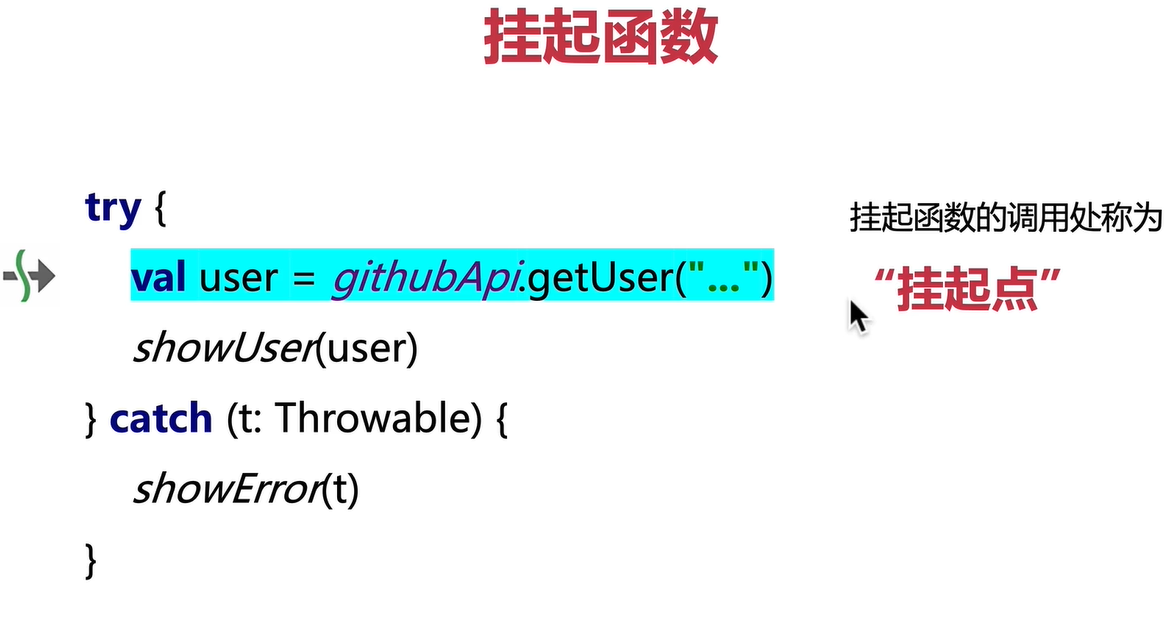 挂起函数
try {
val user = githubApi.getUser("...")
showUser(user)
} catch (t: Throwable) {
showError(t)
}
挂起函数的调用处称为
“挂起点”